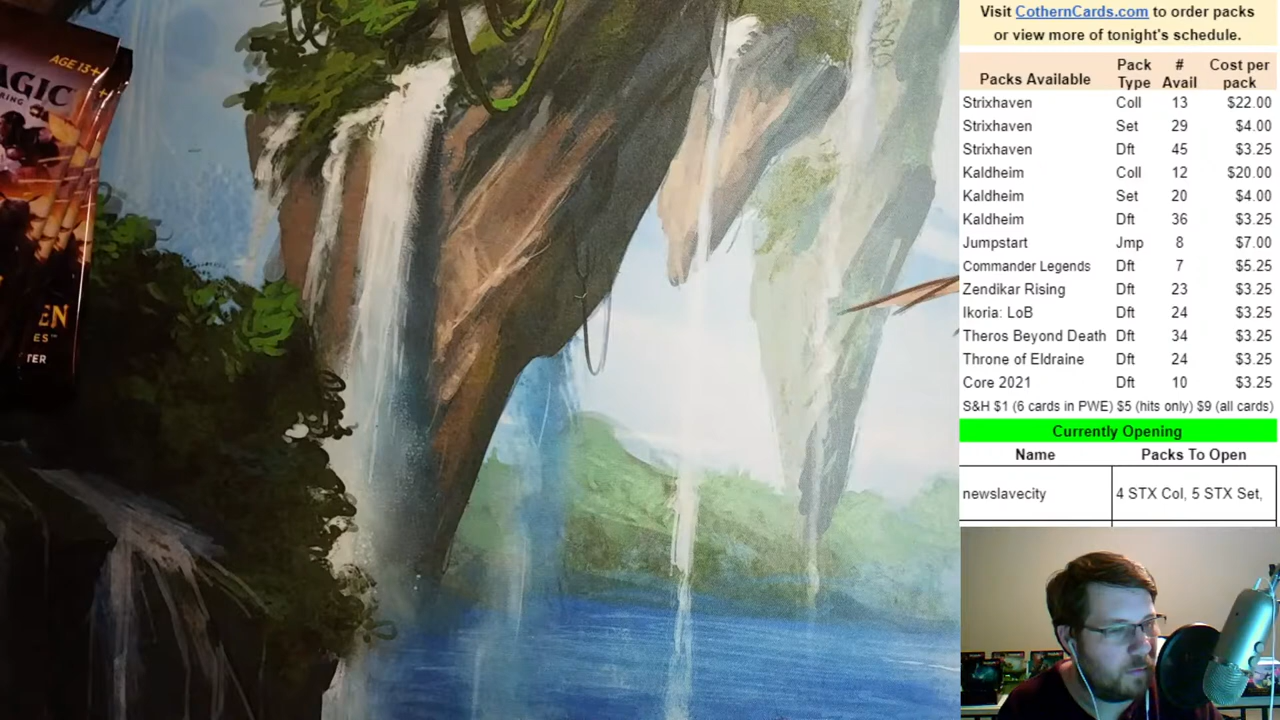 AGE 13+
AGIC
RING
EN
ES™
TER
Visit CothernCards.com to order packs
or view more of tonight's schedule.
Packs Available Pack Type # Avail Cost per pack
Strixhaven Coll 13 $22.00
Strixhaven Set 29 $4.00
Strixhaven Dft 45 $3.25
Kaldheim Coll 12 $20.00
Kaldheim Set 20 $4.00
Kaldheim Dft 36 $3.25
Jumpstart Jmp 8 $7.00
Commander Legends Dft 7 $5.25
Zendikar Rising Dft 23 $3.25
Ikoria: LoB Dft 24 $3.25
Theros Beyond Death Dft 34 $3.25
Throne of Eldraine Dft 24 $3.25
Core 2021 Dft 10 $3.25
S&H $1 (6 cards in PWE) $5 (hits only) $9 (all cards)
Currently Opening
Name Packs To Open
newslavecity 4 STX Col, 5 STX Set,